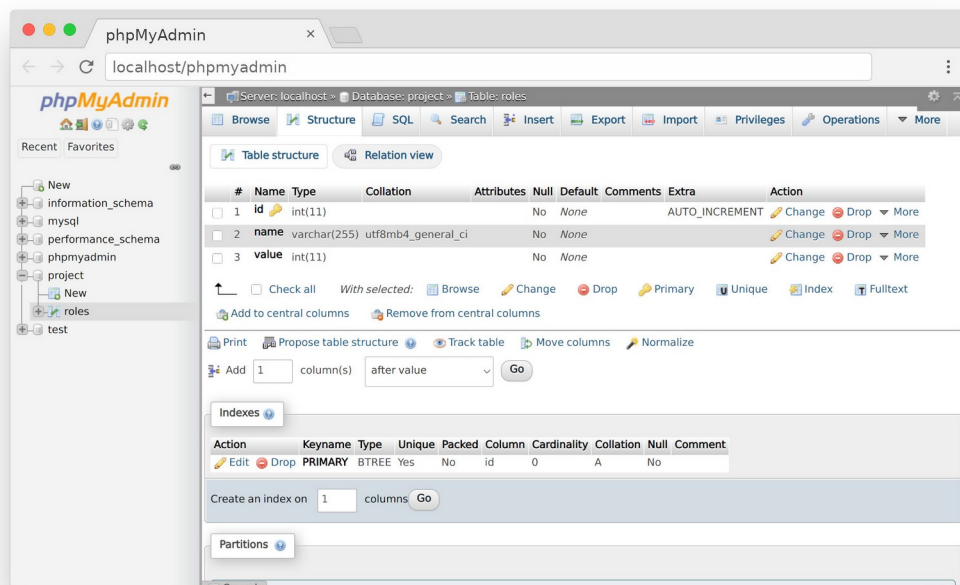 phpMyAdmin ×
localhost/phpmyadmin
phpMyAdmin
Recent Favorites
New
information_schema
mysql
performance_schema
phpmyadmin
project
New
roles
test
Server: localhost » Database: project » Table: roles
Browse Structure SQL Search Insert Export Import Privileges Operations More
Table structure Relation view
# Name Type Collation Attributes Null Default Comments Extra Action
1 id int(11) No None AUTO_INCREMENT Change Drop More
2 name varchar(255) utf8mb4_general_ci No None Change Drop More
3 value int(11) No None Change Drop More
Check all With selected: Browse Change Drop Primary Unique Index Fulltext
Add to central columns Remove from central columns
Print Propose table structure Track table Move columns Normalize
Add 1 column(s) after value Go
Indexes
Action Keyname Type Unique Packed Column Cardinality Collation Null Comment
Edit Drop PRIMARY BTREE Yes No id 0 A No
Create an index on 1 columns Go
Partitions